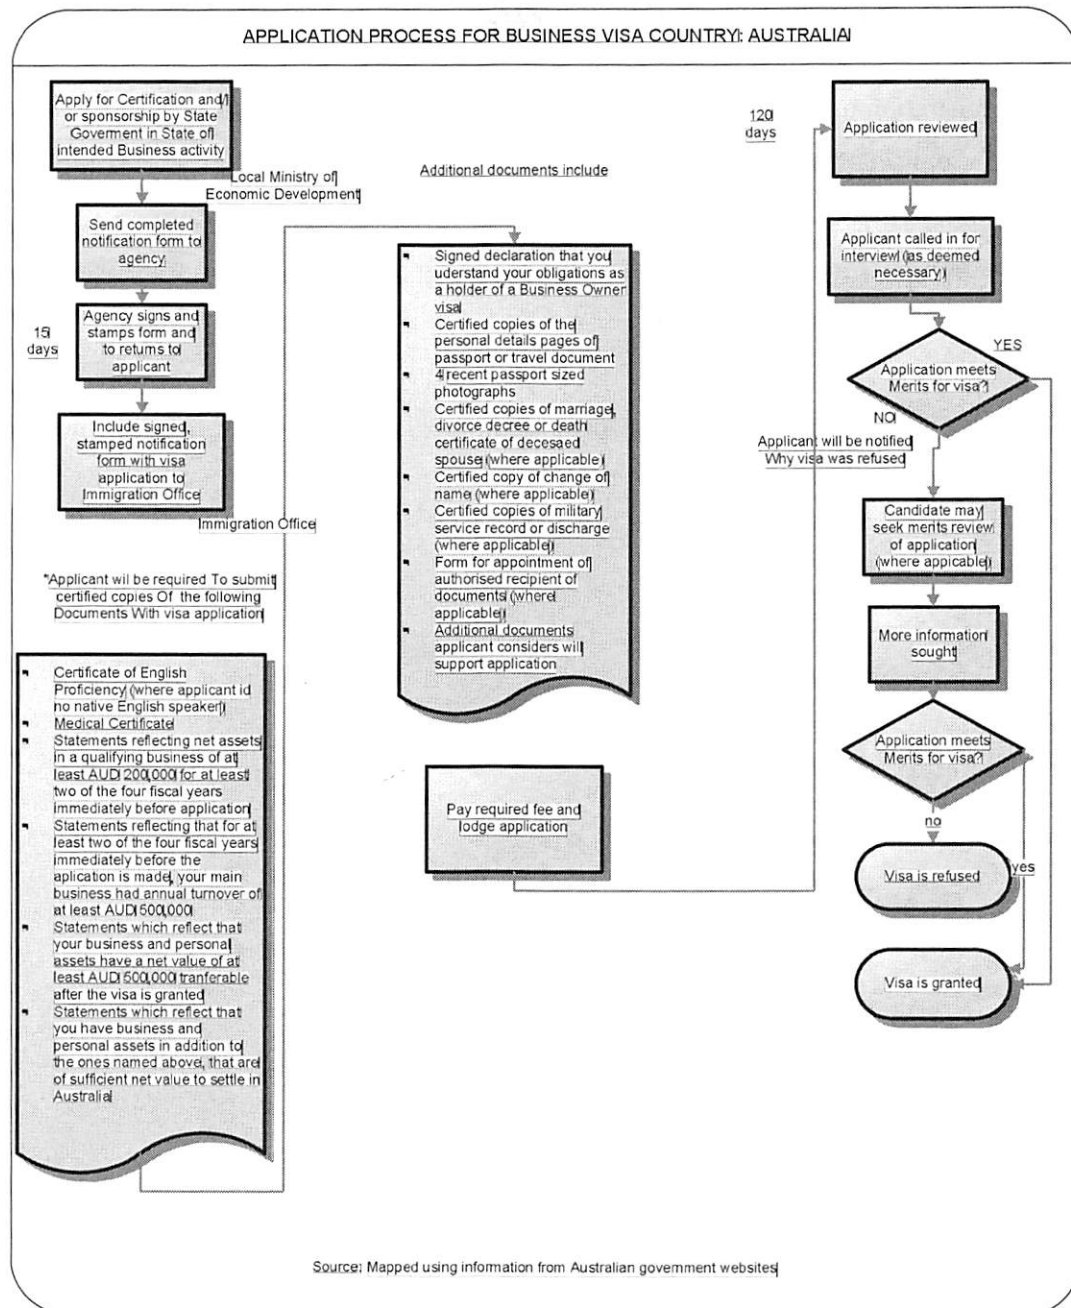 APPLICATION PROCESS FOR BUSINESS VISA COUNTRY: AUSTRALIA
Apply for Certification and/
or sponsorship by State
Goverment in State of
intended Business activity
Local Ministry of
Economic Development
Send completed
notification form to
agency
15
days
Agency signs and
stamps form and
to returns to
applicant
Include signed,
stamped notification
form with visa
application to
Immigration Office
Immigration Office
*Applicant will be required To submit
certified copies Of the following
Documents With visa application
Certificate of English
Proficiency (where applicant id
no native English speaker)
Medical Certificate
Statements reflecting net assets
in a qualifying business of at
least AUD 200,000 for at least
two of the four fiscal years
immediately before application
Statements reflecting that for at
least two of the four fiscal years
immediately before the
aplication is made, your main
business had annual turnover of
at least AUD 500,000
Statements which reflect that
your business and personal
assets have a net value of at
least AUD 500,000 tranferable
after the visa is granted
Statements which reflect that
you have business and
personal assets in addition to
the ones named above, that are
of sufficient net value to settle in
Australia
Additional documents include
Signed declaration that you
uderstand your obligations as
a holder of a Business Owner
visa
Certified copies of the
personal details pages of
passport or travel document
4 recent passport sized
photographs
Certified copies of marriage,
divorce decree or death
certificate of decesaed
spouse (where applicable)
Certified copy of change of
name (where applicable)
Certified copies of military
service record or discharge
(where applicable)
Form for appointment of
authorised recipient of
documents (where
applicable)
Additional documents
applicant considers will
support application
Pay required fee and
lodge application
120
days
Application reviewed
Applicant called in for
interview (as deemed
necessary)
YES
Application meets
Merits for visa?
NO
Applicant will be notified
Why visa was refused
Candidate may
seek merits review
of application
(where apicable)
More information
sought
Application meets
Merits for visa?
no
yes
Visa is refused
Visa is granted
Source: Mapped using information from Australian government websites